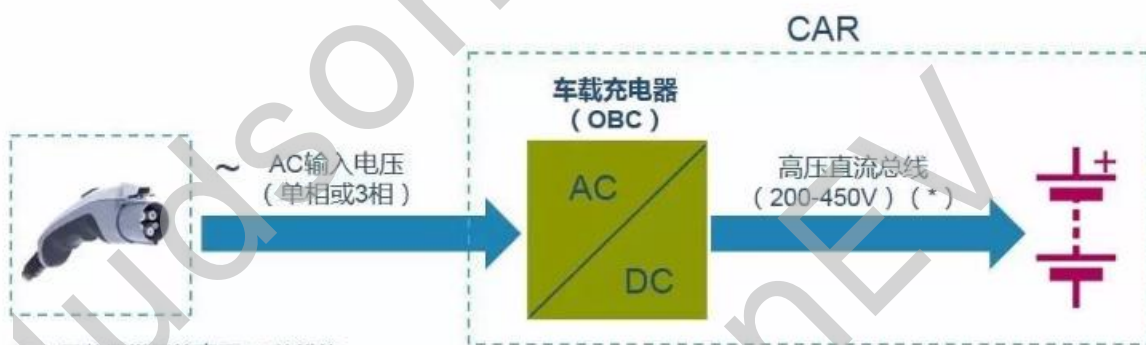 CAR
车载充电器
（OBC）
~ AC输入电压
（单相或3相）
AC
DC
高压直流总线
（200-450V）（*）
+